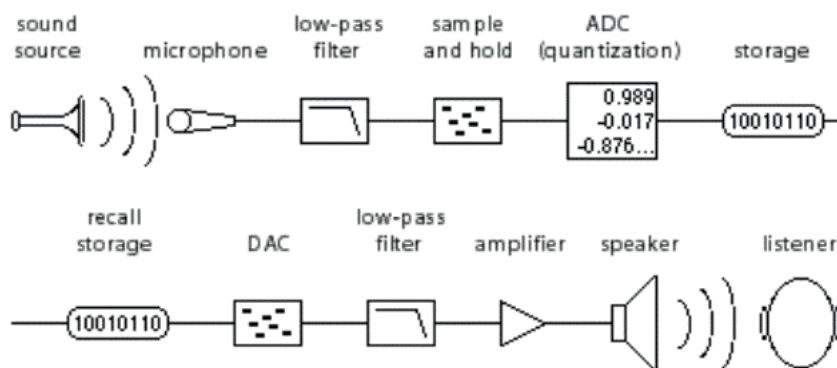 sound source
microphone
low-pass filter
sample and hold
ADC (quantization)
storage
0.989
-0.017
-0.876...
10010110
recall storage
DAC
low-pass filter
amplifier
speaker
listener
10010110